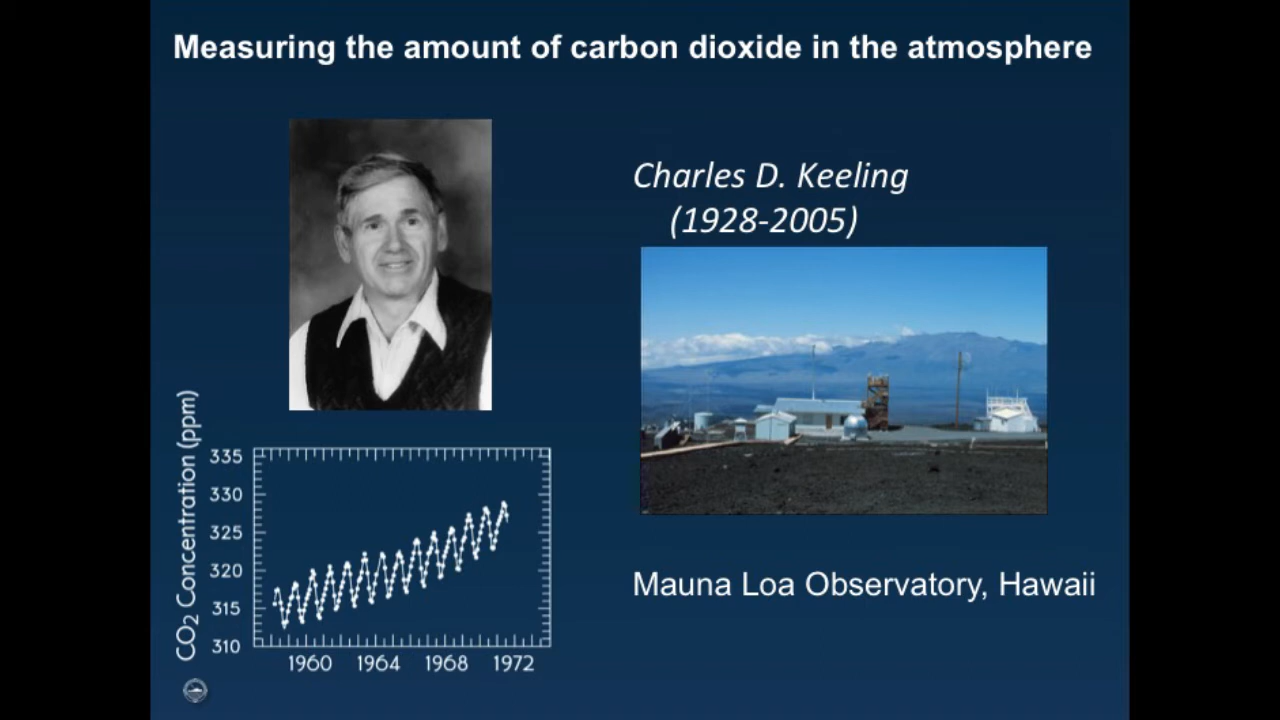 Measuring the amount of carbon dioxide in the atmosphere
Charles D. Keeling
(1928-2005)
CO2 Concentration (ppm)
335
330
325
320
315
310
1960 1964 1968 1972
Mauna Loa Observatory, Hawaii